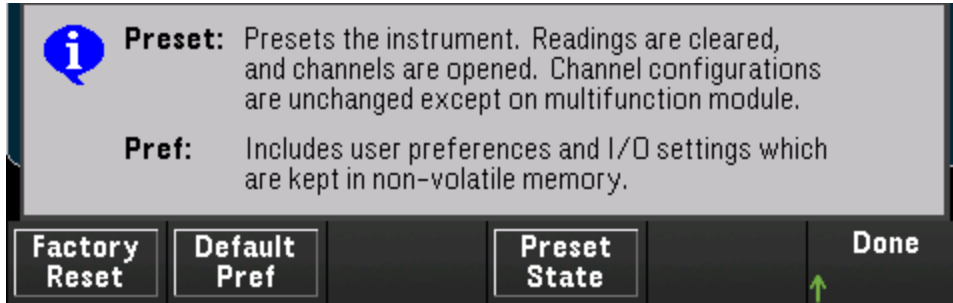 Preset: Presets the instrument. Readings are cleared,
and channels are opened. Channel configurations
are unchanged except on multifunction module.
Pref: Includes user preferences and I/O settings which
are kept in non-volatile memory.
Factory Reset
Default Pref
Preset State
Done